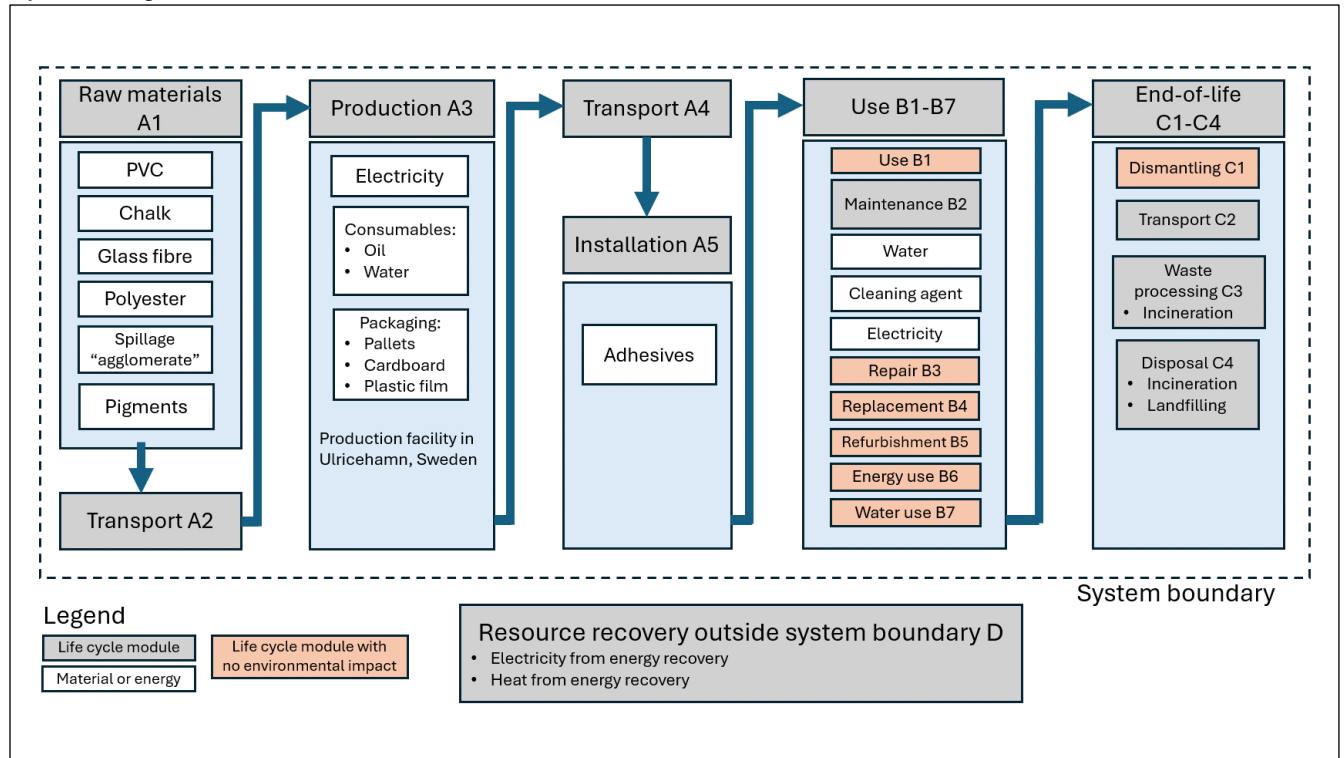 Raw materials
A1
PVC
Chalk
Glass fibre
Polyester
Spillage
“agglomerate”
Pigments
Transport A2
Production A3
Electricity
Consumables:
• Oil
• Water
Packaging:
• Pallets
• Cardboard
• Plastic film
Production facility in
Ulricehamn, Sweden
Transport A4
Installation A5
Adhesives
Use B1-B7
Use B1
Maintenance B2
Water
Cleaning agent
Electricity
Repair B3
Replacement B4
Refurbishment B5
Energy use B6
Water use B7
End-of-life
C1-C4
Dismantling C1
Transport C2
Waste
processing C3
• Incineration
Disposal C4
• Incineration
• Landfilling
System boundary
Legend
Life cycle module
Material or energy
Life cycle module with
no environmental impact
Resource recovery outside system boundary D
• Electricity from energy recovery
• Heat from energy recovery